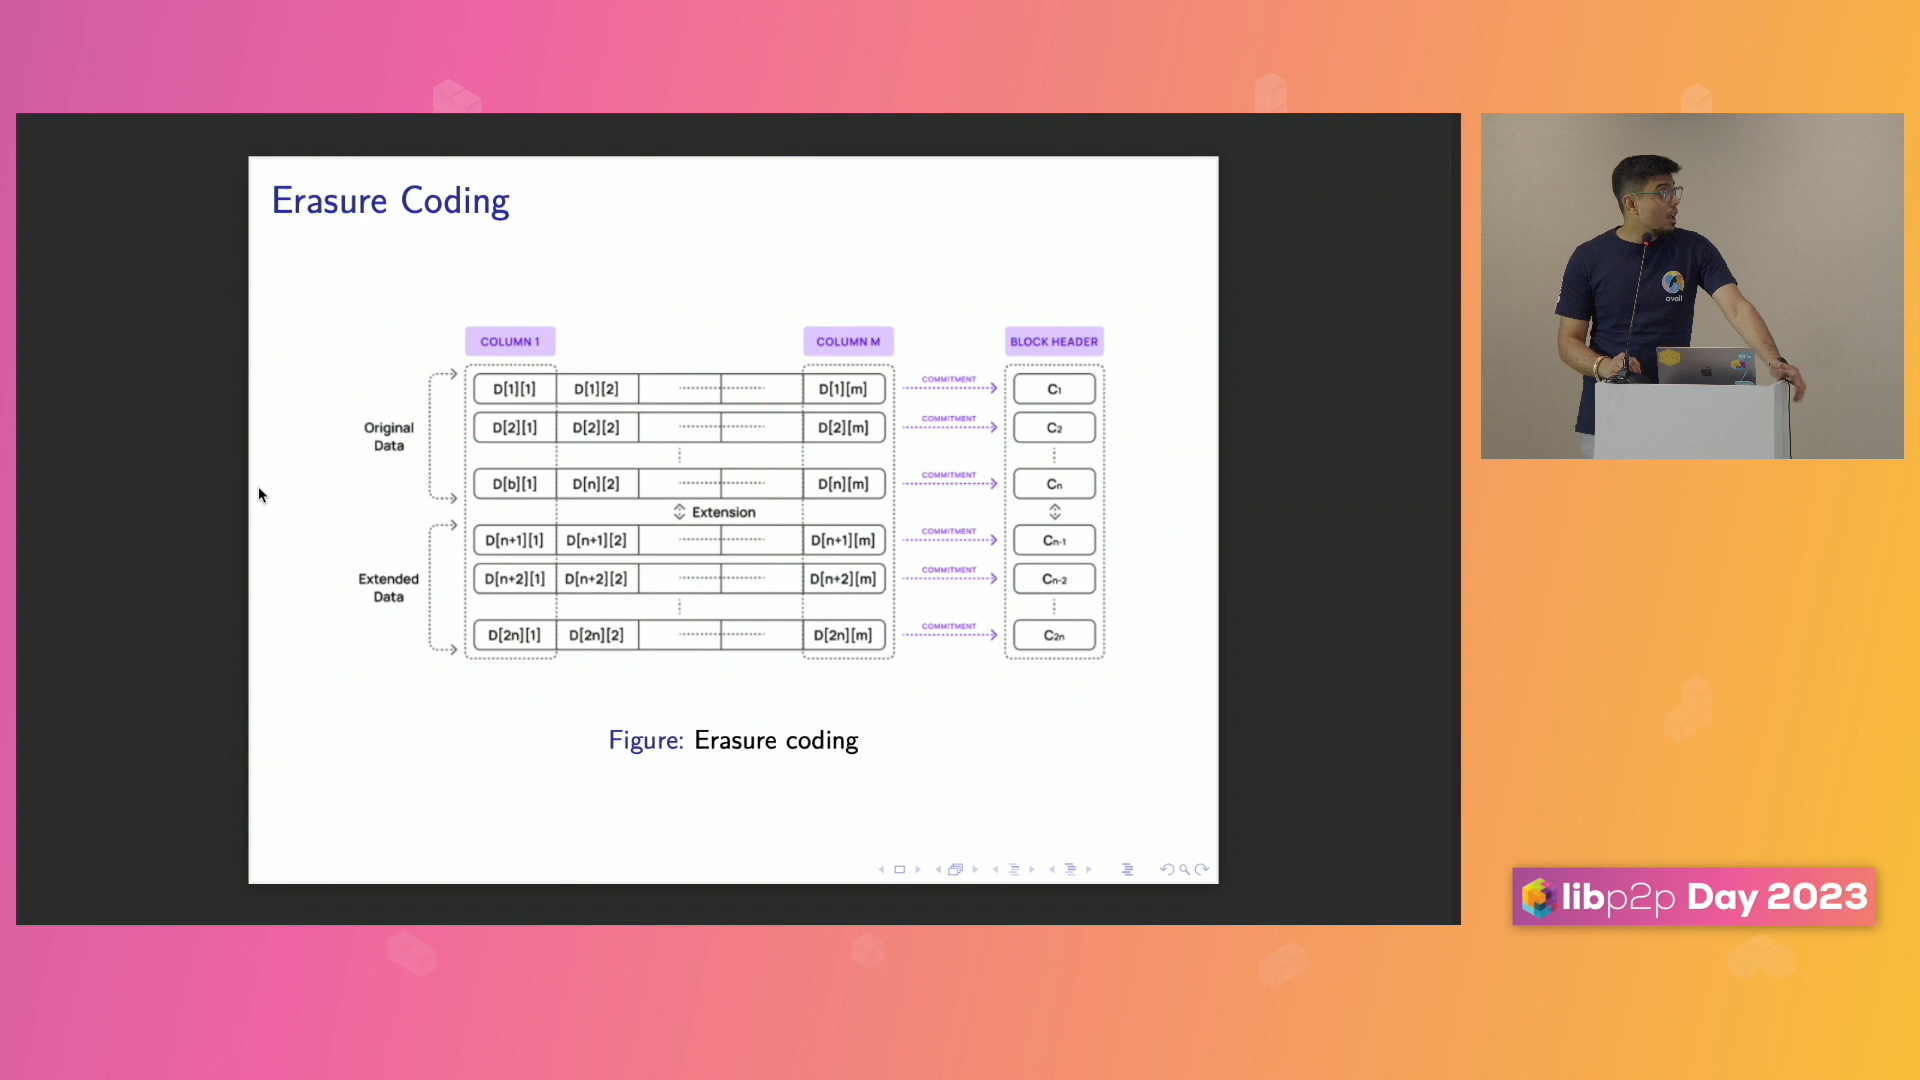 Erasure Coding
COLUMN 1
COLUMN M
BLOCK HEADER
Original
Data
D[1][1] D[1][2] D[1][m] COMMITMENT C1
D[2][1] D[2][2] D[2][m] COMMITMENT C2
D[b][1] D[n][2] D[n][m] COMMITMENT Cn
Extension
Extended
Data
D[n+1][1] D[n+1][2] D[n+1][m] COMMITMENT Cn-1
D[n+2][1] D[n+2][2] D[n+2][m] COMMITMENT Cn-2
D[2n][1] D[2n][2] D[2n][m] COMMITMENT C2n
Figure: Erasure coding
avail
libp2p Day 2023